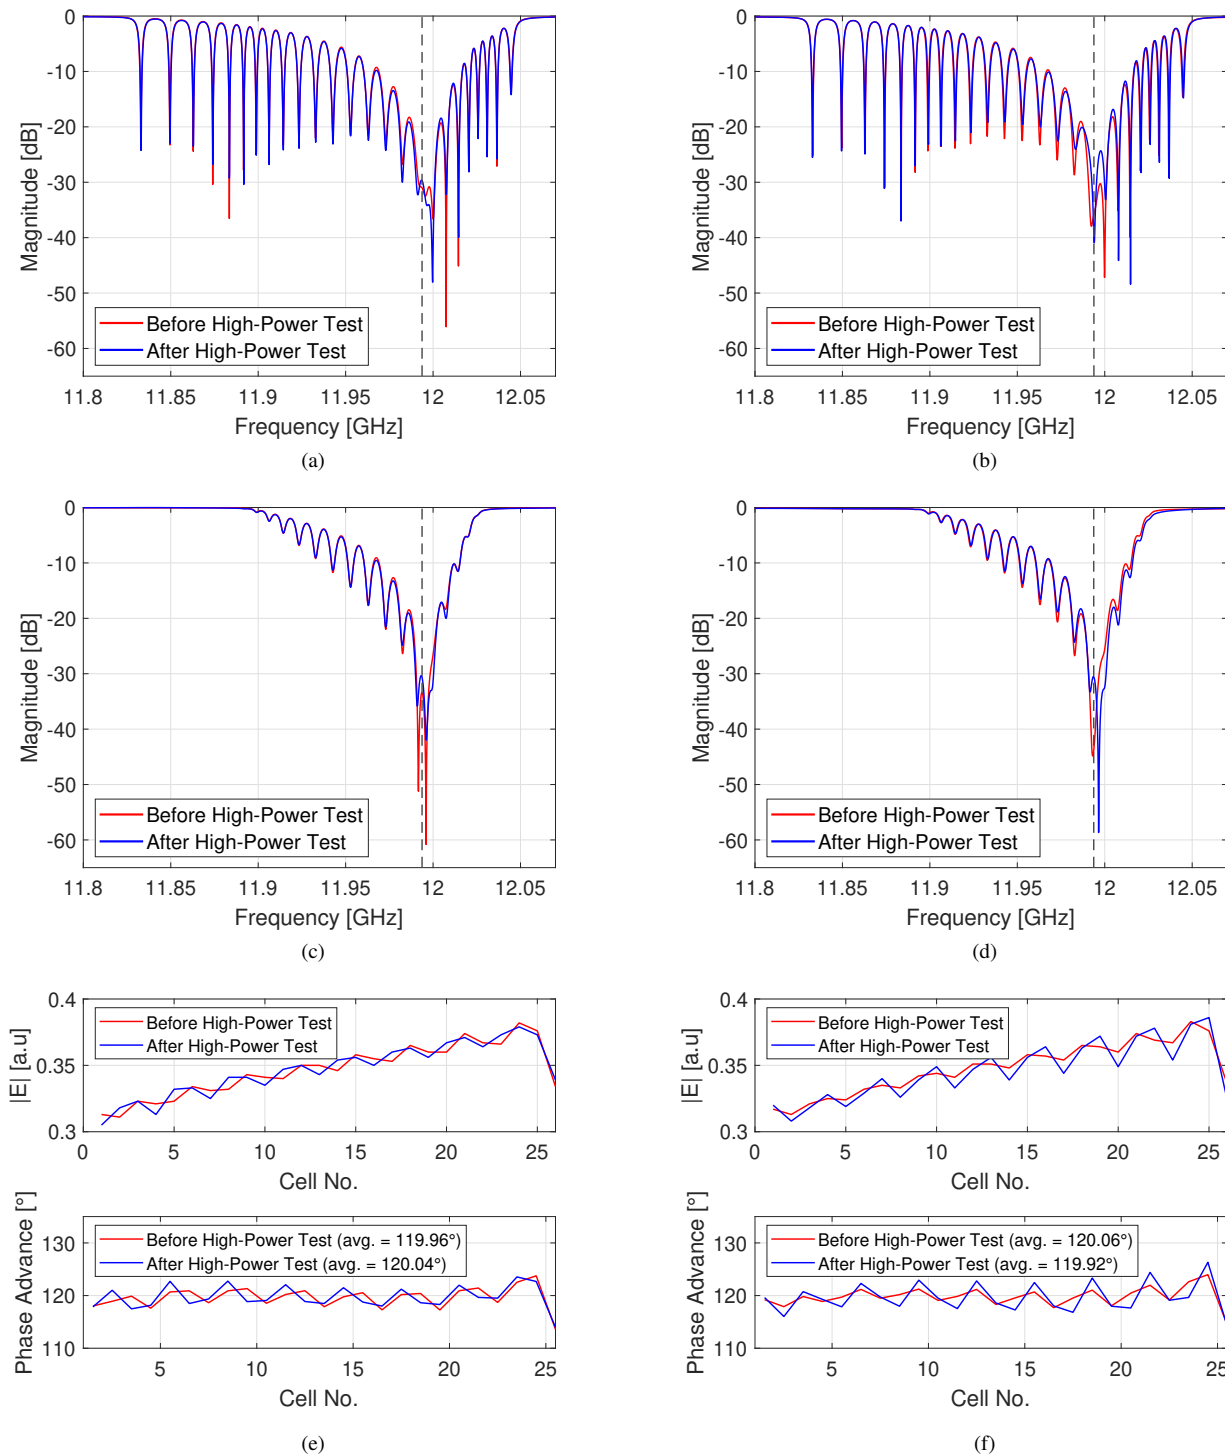 0
-10
-20
-30
-40
-50
-60
Magnitude [dB]
Before High-Power Test
After High-Power Test
11.8 11.85 11.9 11.95 12 12.05
Frequency [GHz]
(a)
0
-10
-20
-30
-40
-50
-60
Magnitude [dB]
Before High-Power Test
After High-Power Test
11.8 11.85 11.9 11.95 12 12.05
Frequency [GHz]
(b)
0
-10
-20
-30
-40
-50
-60
Magnitude [dB]
Before High-Power Test
After High-Power Test
11.8 11.85 11.9 11.95 12 12.05
Frequency [GHz]
(c)
0
-10
-20
-30
-40
-50
-60
Magnitude [dB]
Before High-Power Test
After High-Power Test
11.8 11.85 11.9 11.95 12 12.05
Frequency [GHz]
(d)
0.4
0.35
0.3
|E| [a.u]
Before High-Power Test
After High-Power Test
0 5 10 15 20 25
Cell No.
130
120
110
Phase Advance [°]
Before High-Power Test (avg. = 119.96°)
After High-Power Test (avg. = 120.04°)
5 10 15 20 25
Cell No.
(e)
0.4
0.35
0.3
|E| [a.u]
Before High-Power Test
After High-Power Test
0 5 10 15 20 25
Cell No.
130
120
110
Phase Advance [°]
Before High-Power Test (avg. = 120.06°)
After High-Power Test (avg. = 119.92°)
5 10 15 20 25
Cell No.
(f)